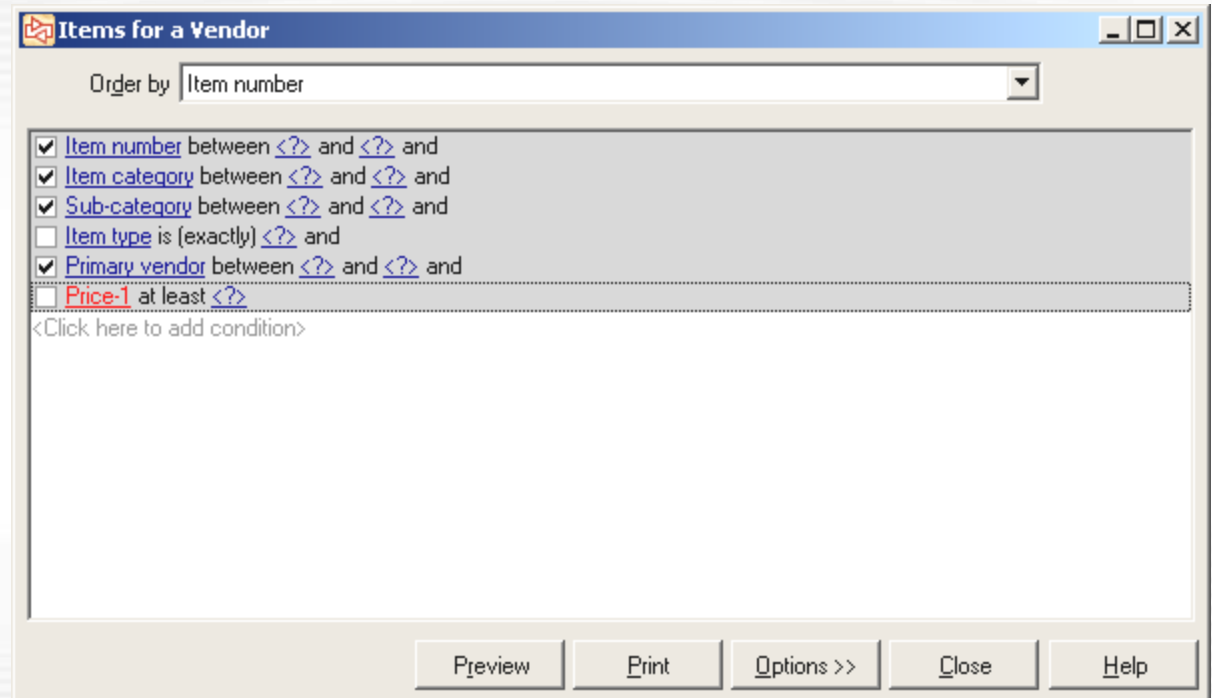 Items for a Vendor
Order by Item number
Item number between <?> and <?> and
Item category between <?> and <?> and
Sub-category between <?> and <?> and
Item type is (exactly) <?> and
Primary vendor between <?> and <?> and
Price-1 at least <?>
<Click here to add condition>
Preview Print Options >> Close Help